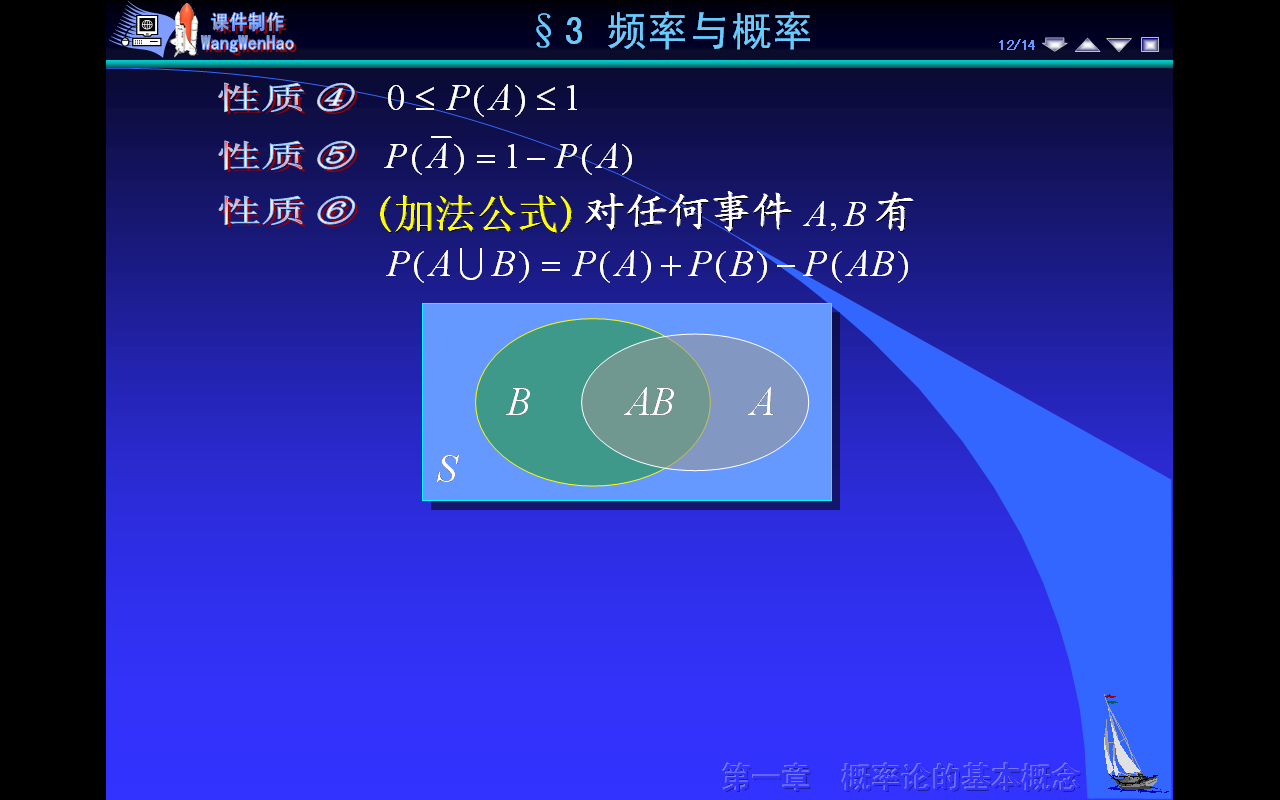 课件制作
WangWenHao
§3 频率与概率
12/14
性质④ 0 ≤ P(A) ≤ 1
性质⑤ P(A̅) = 1 − P(A)
性质⑥ (加法公式) 对任何事件 A, B 有
P(A ∪ B) = P(A) + P(B) − P(AB)
B AB A
S
第一章 概率论的基本概念